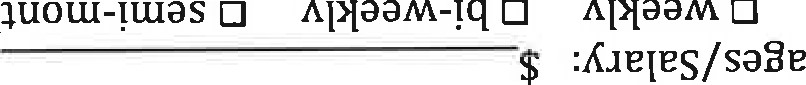 ages/Salary: $
☐ weekly ☐ bi-weekly ☐ semi-mont